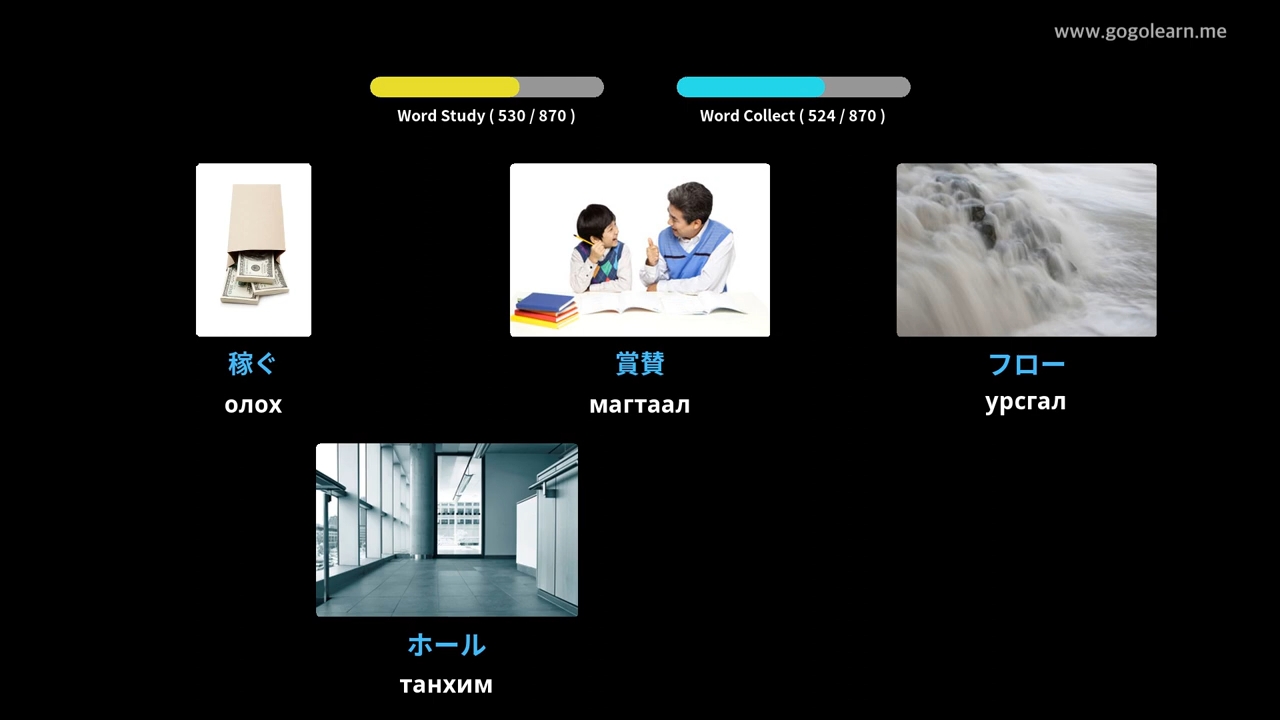 www.gogolearn.me
Word Study ( 530 / 870 )
Word Collect ( 524 / 870 )
稼ぐ
олох
賞賛
магтаал
フロー
урсгал
ホール
танхим